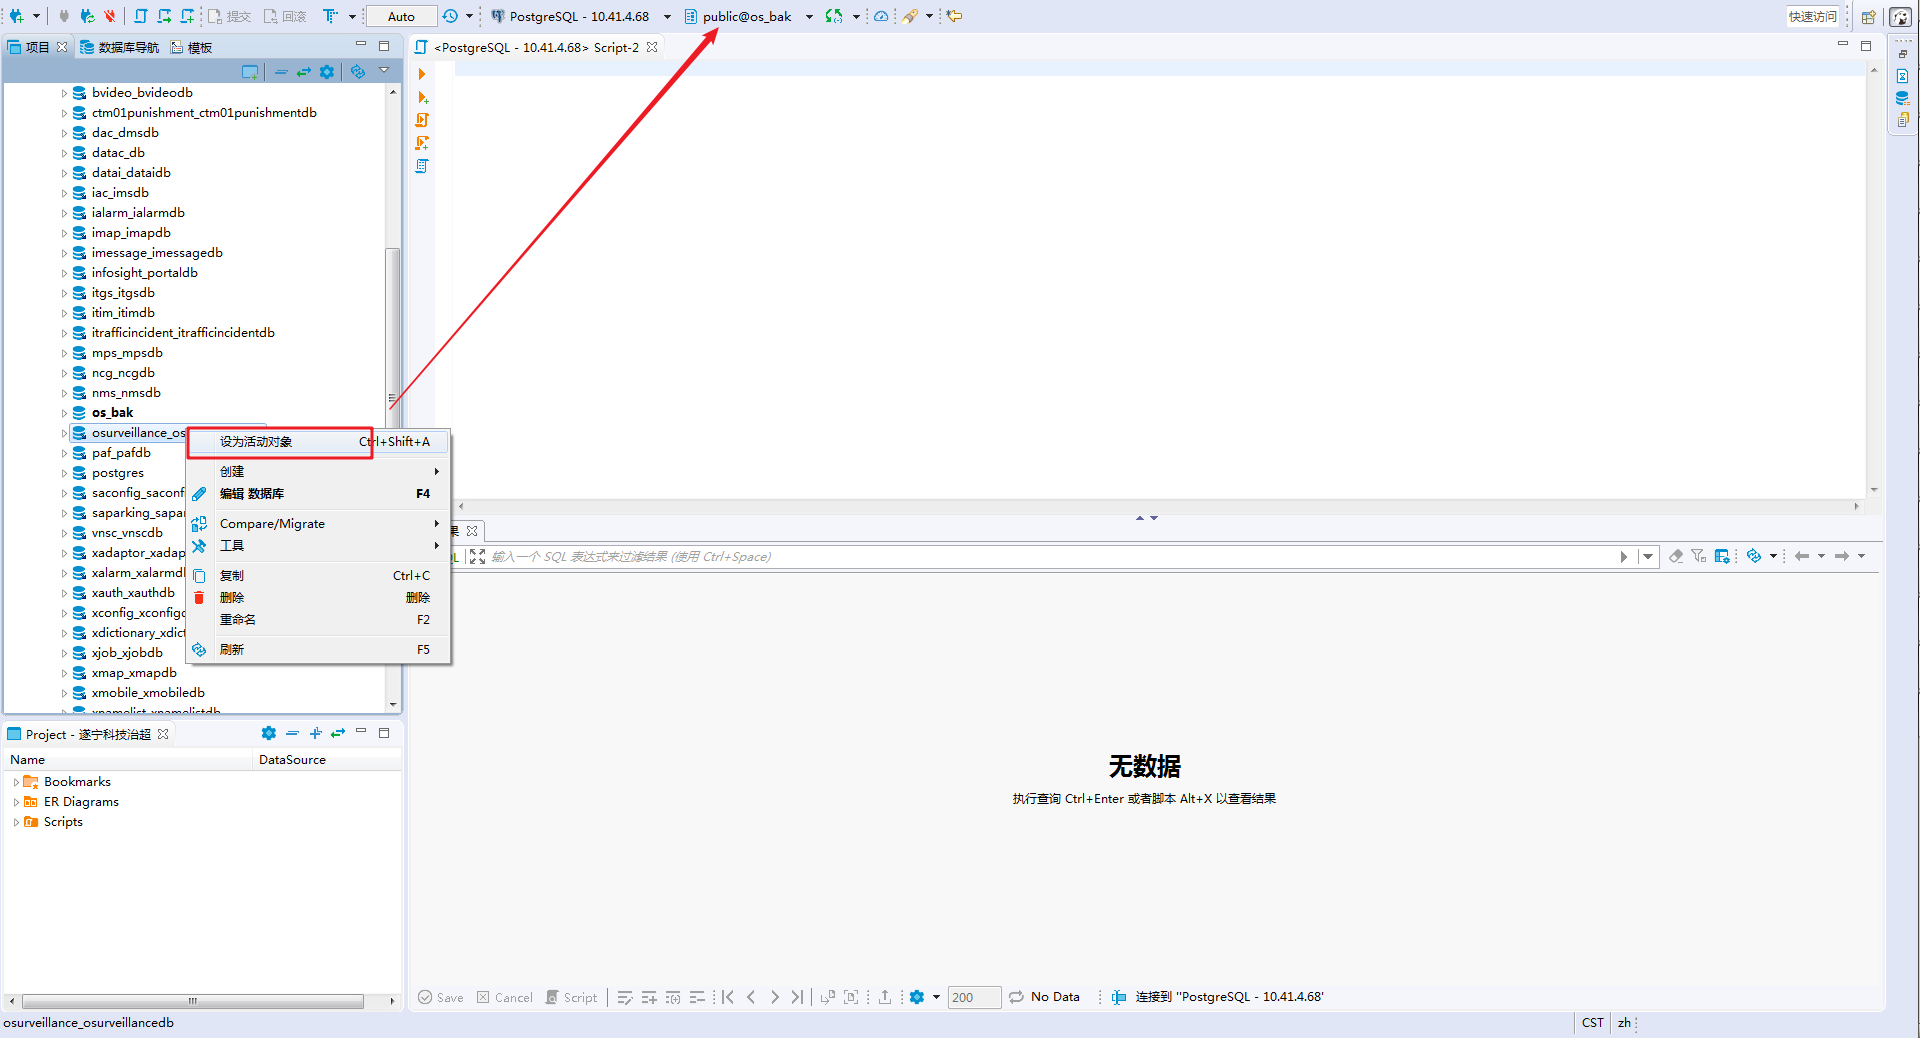 提交
回滚
Auto
PostgreSQL - 10.41.4.68
public@os_bak
快速访问
项目
数据库导航
模板
<PostgreSQL - 10.41.4.68> Script-2
bvideo_bvideodb
ctm01punishment_ctm01punishmentdb
dac_dmsdb
datac_db
datai_dataidb
iac_imsdb
ialarm_ialarmdb
imap_imapdb
imessage_imessagedb
infosight_portaldb
itgs_itgsdb
itim_itimdb
itrafficincident_itrafficincidentdb
mps_mpsdb
ncg_ncgdb
nms_nmsdb
os_bak
osurveillance_os
paf_pafdb
postgres
saconfig_saconf
saparking_sapar
vnsc_vnscdb
xadaptor_xadap
xalarm_xalarmd
xauth_xauthdb
xconfig_xconfigd
xdictionary_xdict
xjob_xjobdb
xmap_xmapdb
xmobile_xmobiledb
xnamelist_xnamelistdb
设为活动对象 Ctrl+Shift+A
创建
编辑 数据库 F4
Compare/Migrate
工具
复制 Ctrl+C
删除 删除
重命名 F2
刷新 F5
果
QL
输入一个 SQL 表达式来过滤结果 (使用 Ctrl+Space)
无数据
执行查询 Ctrl+Enter 或者脚本 Alt+X 以查看结果
Project - 遂宁科技治超
Name DataSource
Bookmarks
ER Diagrams
Scripts
Save
Cancel
Script
200
No Data
连接到 "PostgreSQL - 10.41.4.68"
osurveillance_osurveillancedb
CST
zh